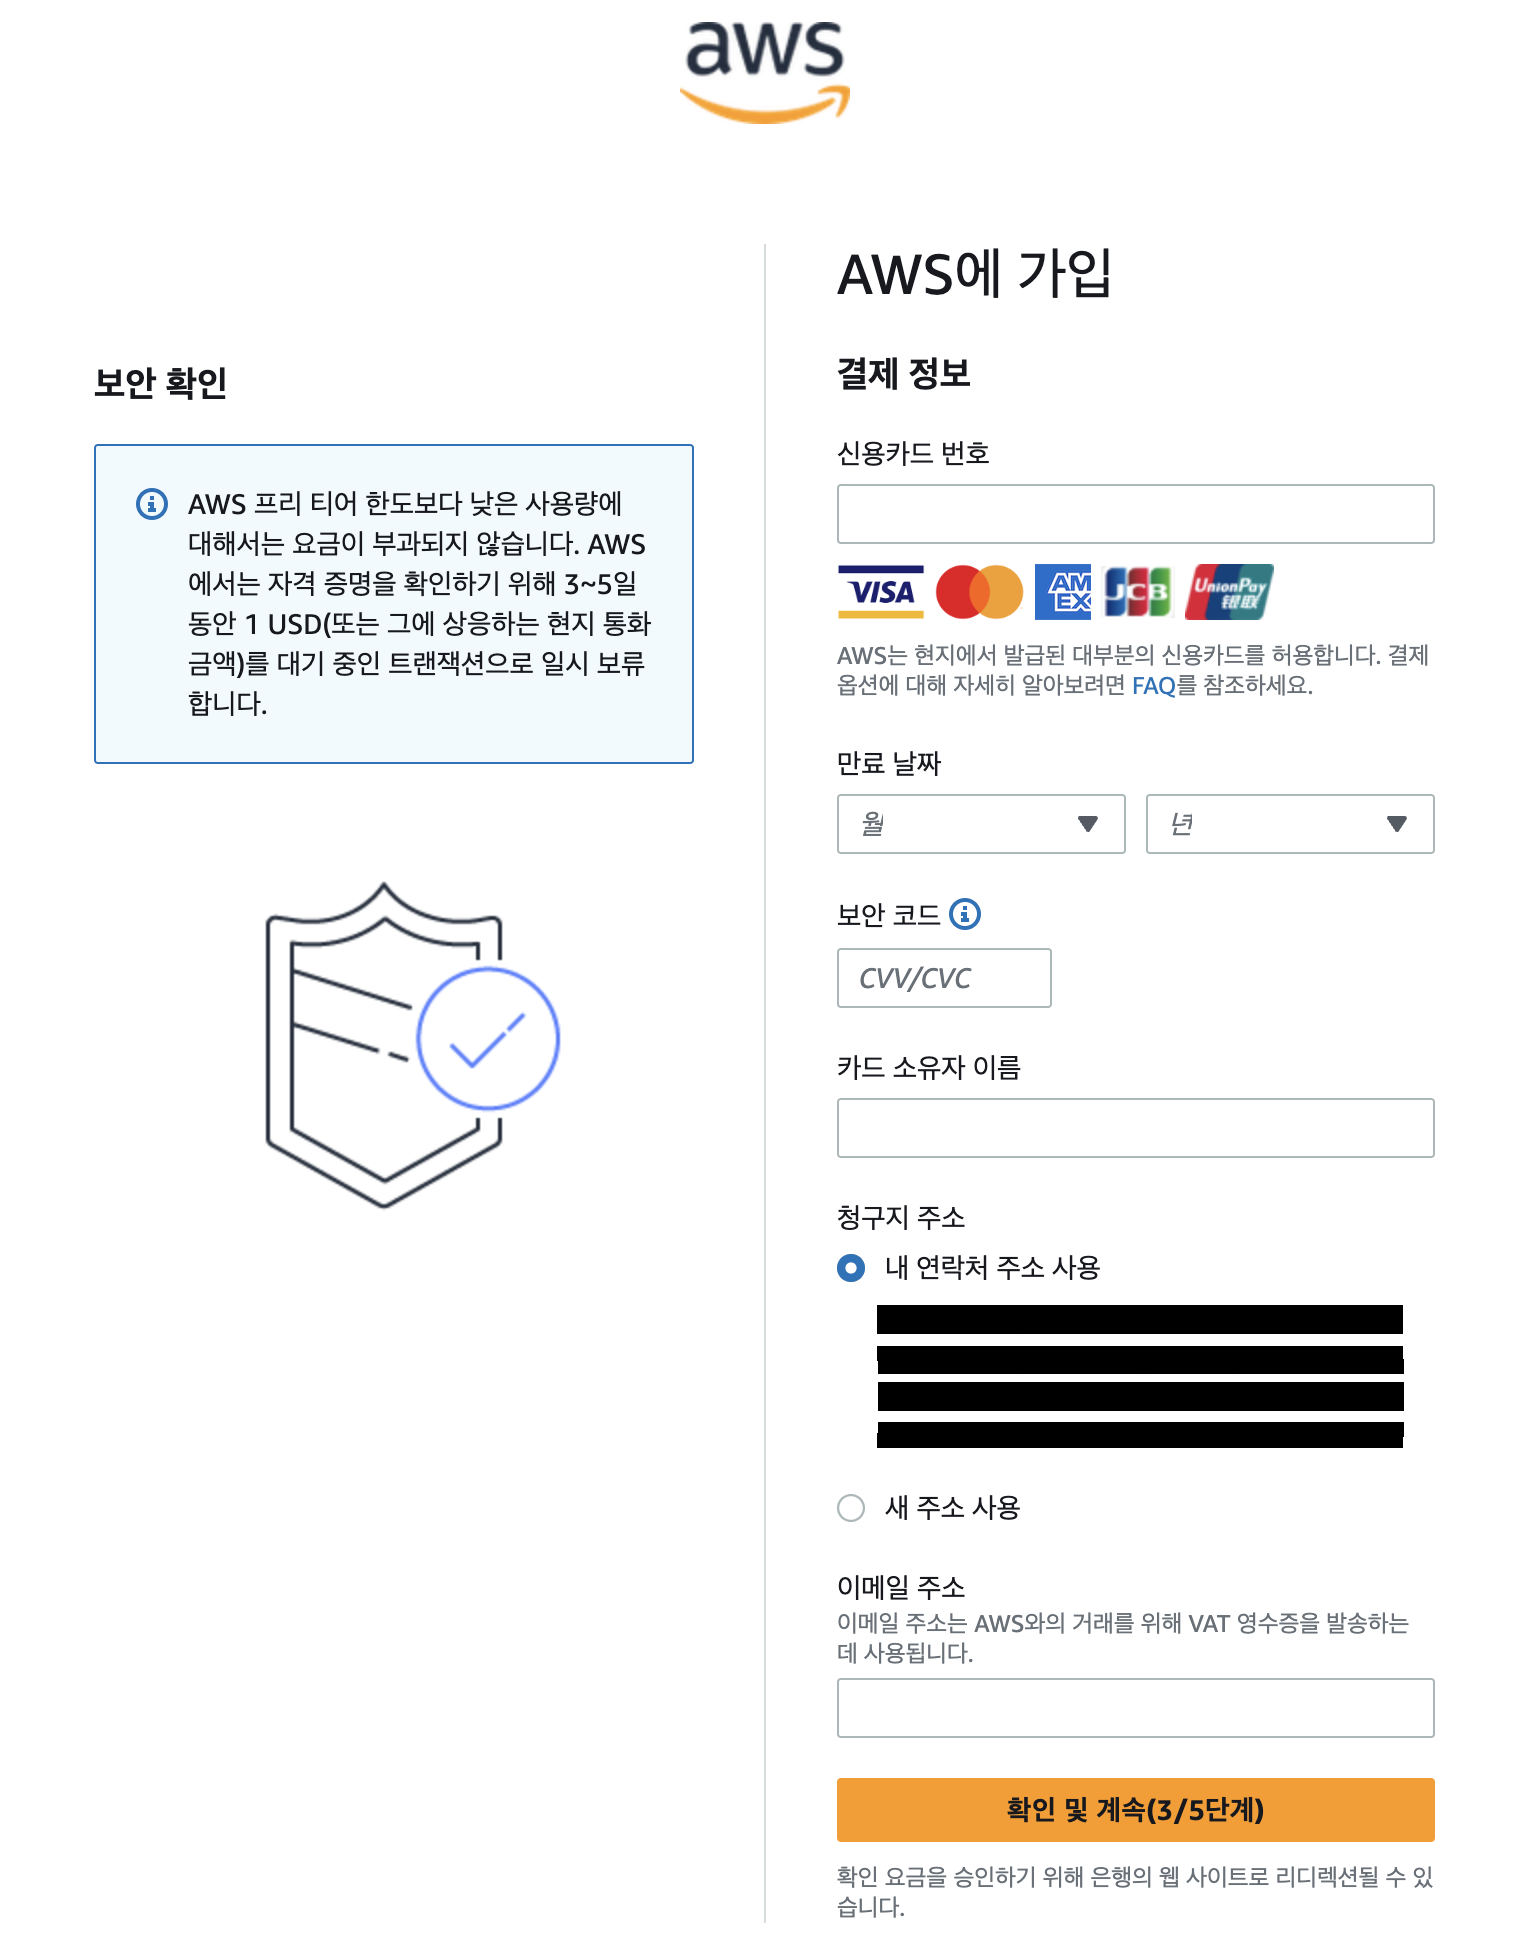 aws
보안 확인
AWS 프리 티어 한도보다 낮은 사용량에
대해서는 요금이 부과되지 않습니다. AWS
에서는 자격 증명을 확인하기 위해 3~5일
동안 1 USD(또는 그에 상응하는 현지 통화
금액)를 대기 중인 트랜잭션으로 일시 보류
합니다.
AWS에 가입
결제 정보
신용카드 번호
VISA AM EX JCB UnionPay 银联
AWS는 현지에서 발급된 대부분의 신용카드를 허용합니다. 결제
옵션에 대해 자세히 알아보려면 FAQ를 참조하세요.
만료 날짜
월 년
보안 코드
CVV/CVC
카드 소유자 이름
청구지 주소
내 연락처 주소 사용
새 주소 사용
이메일 주소
이메일 주소는 AWS와의 거래를 위해 VAT 영수증을 발송하는
데 사용됩니다.
확인 및 계속(3/5단계)
확인 요금을 승인하기 위해 은행의 웹 사이트로 리디렉션될 수 있
습니다.